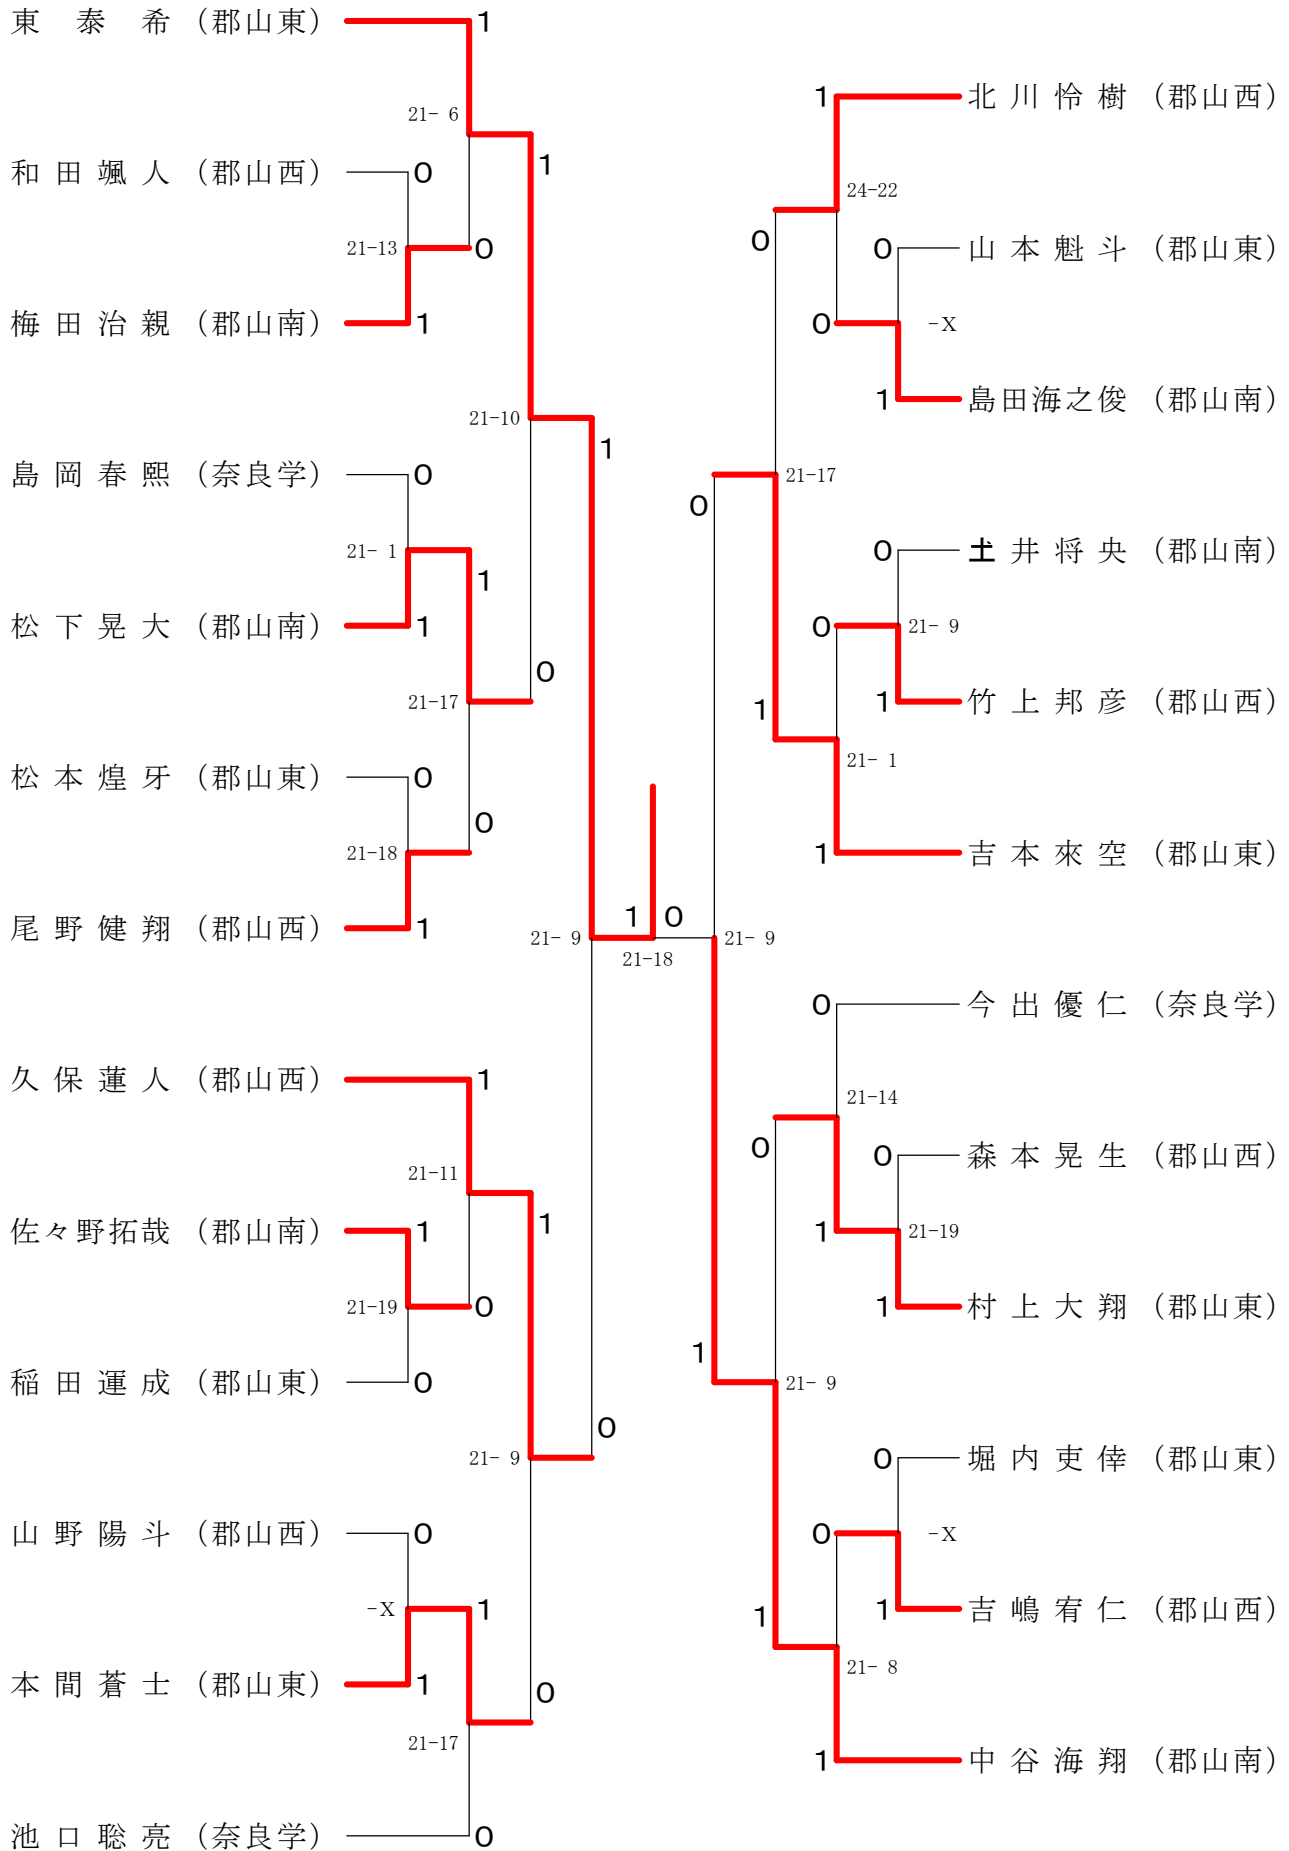 東 泰 希 (郡山東)
1
21- 6
1
和 田 颯 人 (郡山西)
0
21-13
0
梅 田 治 親 (郡山南)
1
21-10
1
島 岡 春 熙 (奈良学)
0
21- 1
1
松 下 晃 大 (郡山南)
1
0
21-17
松 本 煌 牙 (郡山東)
0
0
21-18
尾 野 健 翔 (郡山西)
1
21- 9
1 0
21-18
久 保 蓮 人 (郡山西)
1
21-11
1
佐々野拓哉 (郡山南)
1
21-19
0
稲 田 運 成 (郡山東)
0
0
21- 9
山 野 陽 斗 (郡山西)
0
-X
1
本 間 蒼 士 (郡山東)
1
0
21-17
池 口 聡 亮 (奈良学)
0
1
北 川 怜 樹 (郡山西)
24-22
0
0
山 本 魁 斗 (郡山東)
0
-X
1
島田海之俊 (郡山南)
21-17
0
0
土 井 将 央 (郡山南)
0
21- 9
1
1
竹 上 邦 彦 (郡山西)
21- 1
1
吉 本 來 空 (郡山東)
21- 9
0
今 出 優 仁 (奈良学)
21-14
0
0
森 本 晃 生 (郡山西)
1
21-19
1
村 上 大 翔 (郡山東)
1
21- 9
0
堀 内 吏 倖 (郡山東)
0
-X
1
1
吉 嶋 宥 仁 (郡山西)
21- 8
1
中 谷 海 翔 (郡山南)